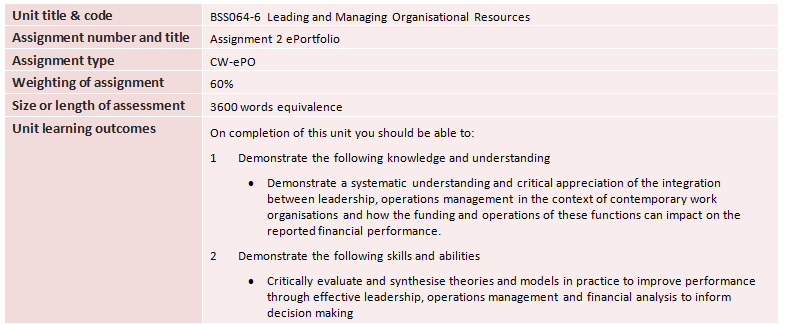 Unit title & code BSS064-6 Leading and Managing Organisational Resources
Assignment number and title Assignment 2 ePortfolio
Assignment type CW-ePO
Weighting of assignment 60%
Size or length of assessment 3600 words equivalence
Unit learning outcomes On completion of this unit you should be able to:
1 Demonstrate the following knowledge and understanding
• Demonstrate a systematic understanding and critical appreciation of the integration
between leadership, operations management in the context of contemporary work
organisations and how the funding and operations of these functions can impact on the
reported financial performance.
2 Demonstrate the following skills and abilities
• Critically evaluate and synthesise theories and models in practice to improve performance
through effective leadership, operations management and financial analysis to inform
decision making